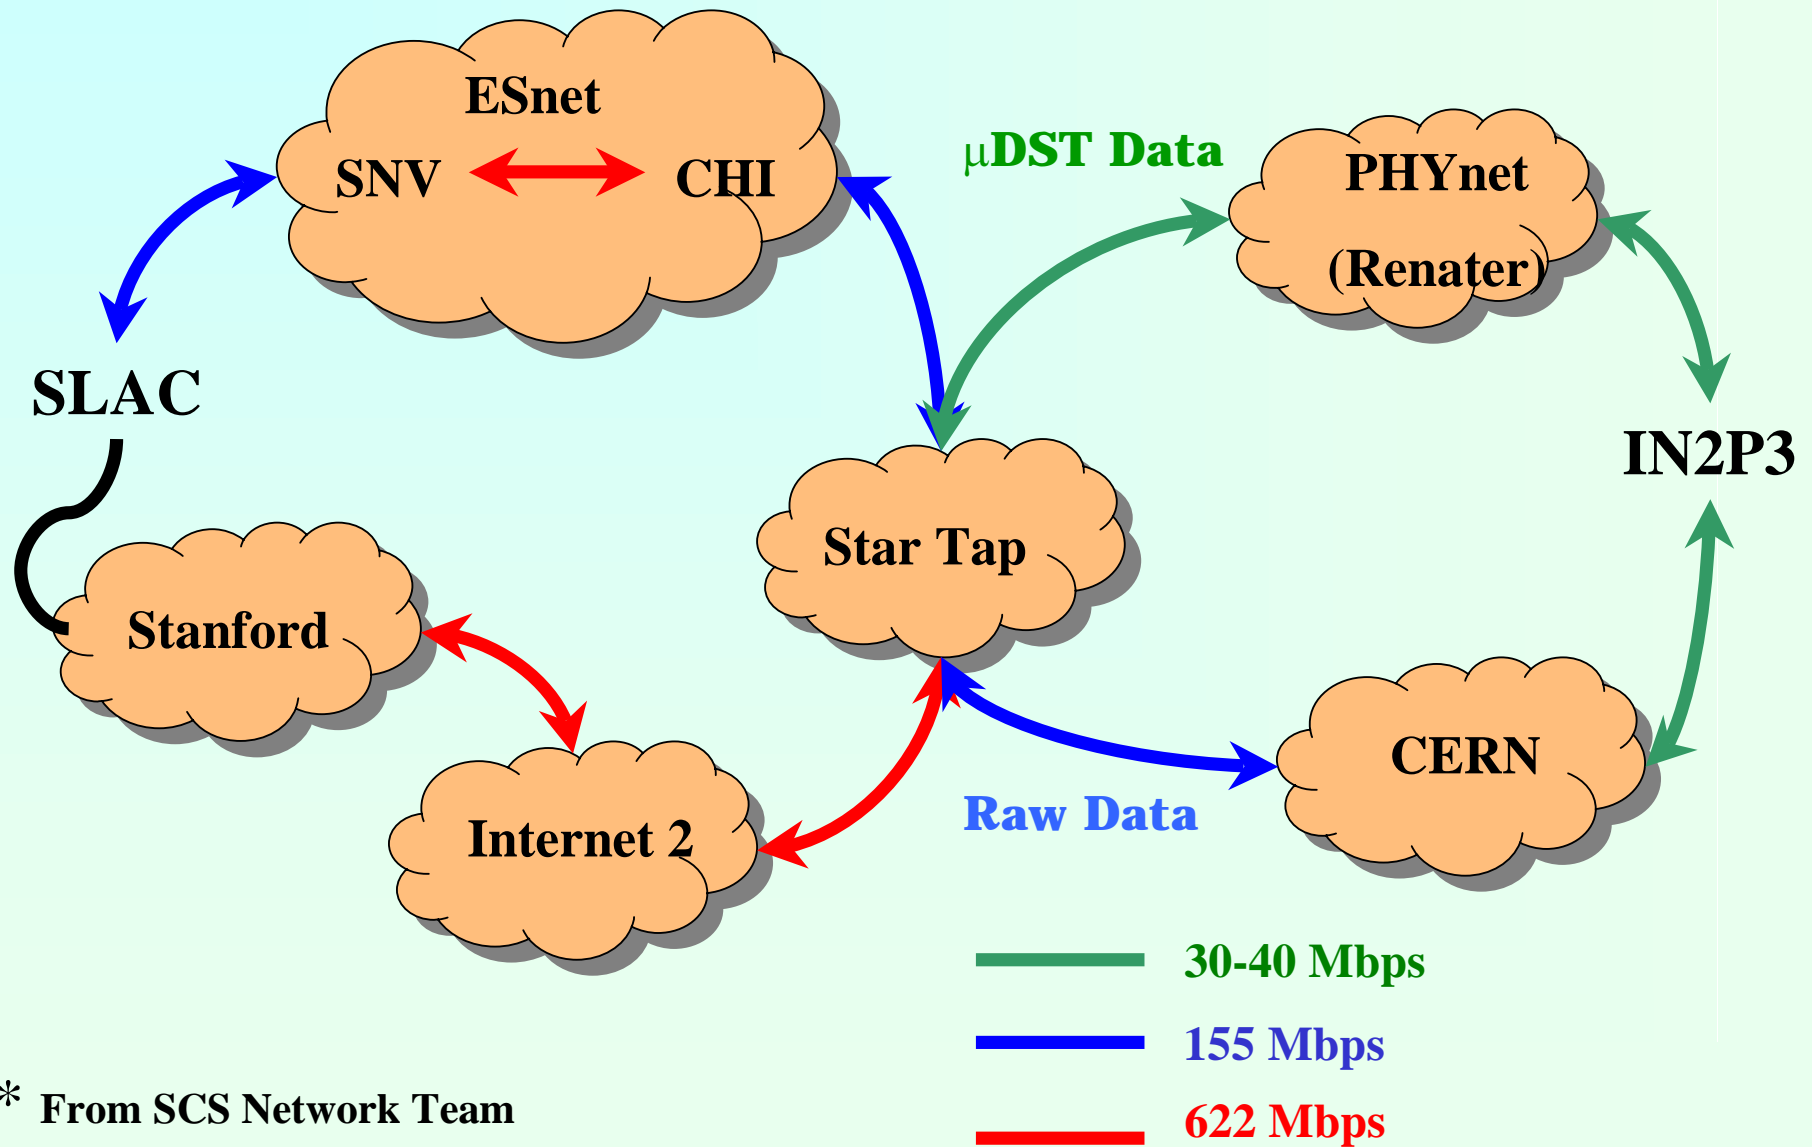 ESnet
SNV CHI
µDST Data
PHYnet
(Renater)
SLAC
IN2P3
Star Tap
Stanford
CERN
Raw Data
Internet 2
30-40 Mbps
155 Mbps
622 Mbps
* From SCS Network Team